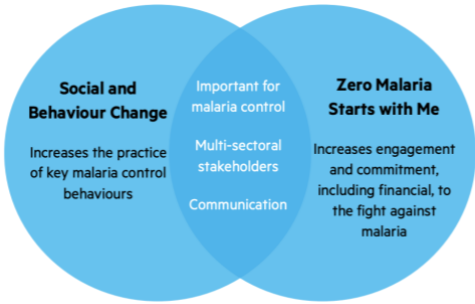 Social and
Behaviour Change
Increases the practice
of key malaria control
behaviours
Important for
malaria control
Multi-sectoral
stakeholders
Communication
Zero Malaria
Starts with Me
Increases engagement
and commitment,
including financial, to
the fight against
malaria